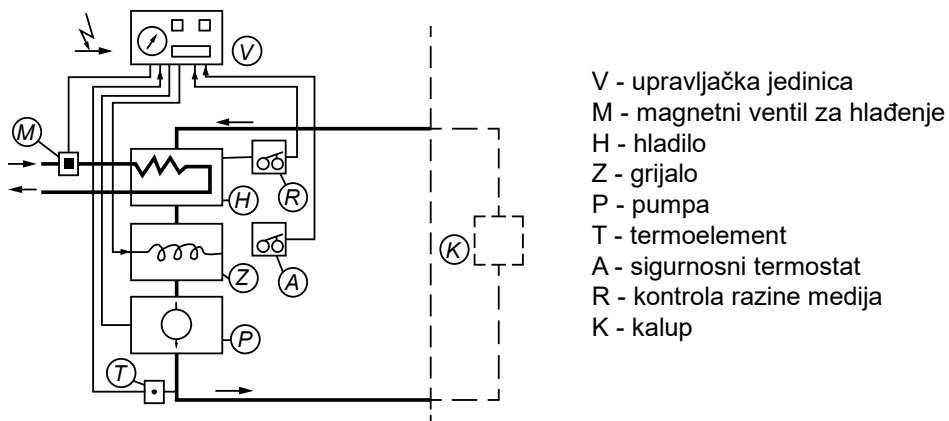 V
M
H
R
K
Z
A
P
T
V - upravljačka jedinica
M - magnetni ventil za hlađenje
H - hladilo
Z - grijalo
P - pumpa
T - termoelement
A - sigurnosni termostat
R - kontrola razine medija
K - kalup